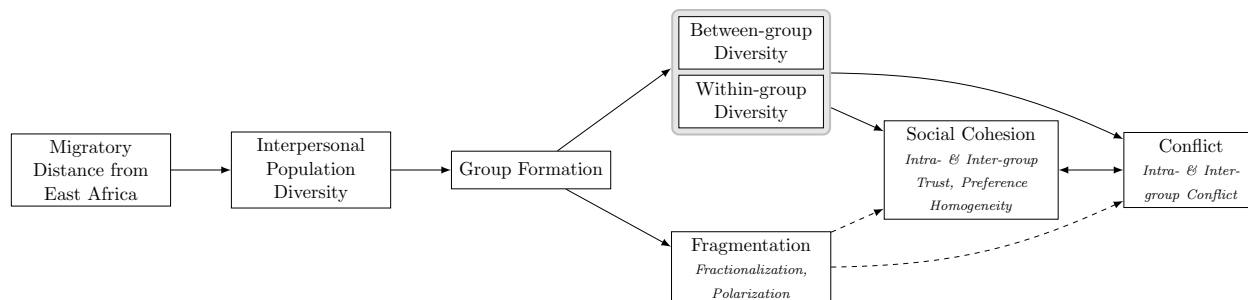 Migratory
Distance from
East Africa
Interpersonal
Population
Diversity
Group Formation
Between-group
Diversity
Within-group
Diversity
Fragmentation
Fractionalization,
Polarization
Social Cohesion
Intra- & Inter-group
Trust, Preference
Homogeneity
Conflict
Intra- & Inter-
group Conflict